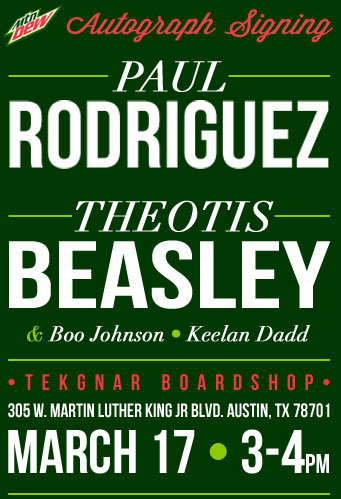 mtn DEW Autograph Signing
PAUL
RODRIGUEZ
THEOTIS
BEASLEY
& Boo Johnson • Keelan Dadd
• TEKGNAR BOARDSHOP •
305 W. MARTIN LUTHER KING JR BLVD. AUSTIN, TX 78701
MARCH 17 • 3-4PM